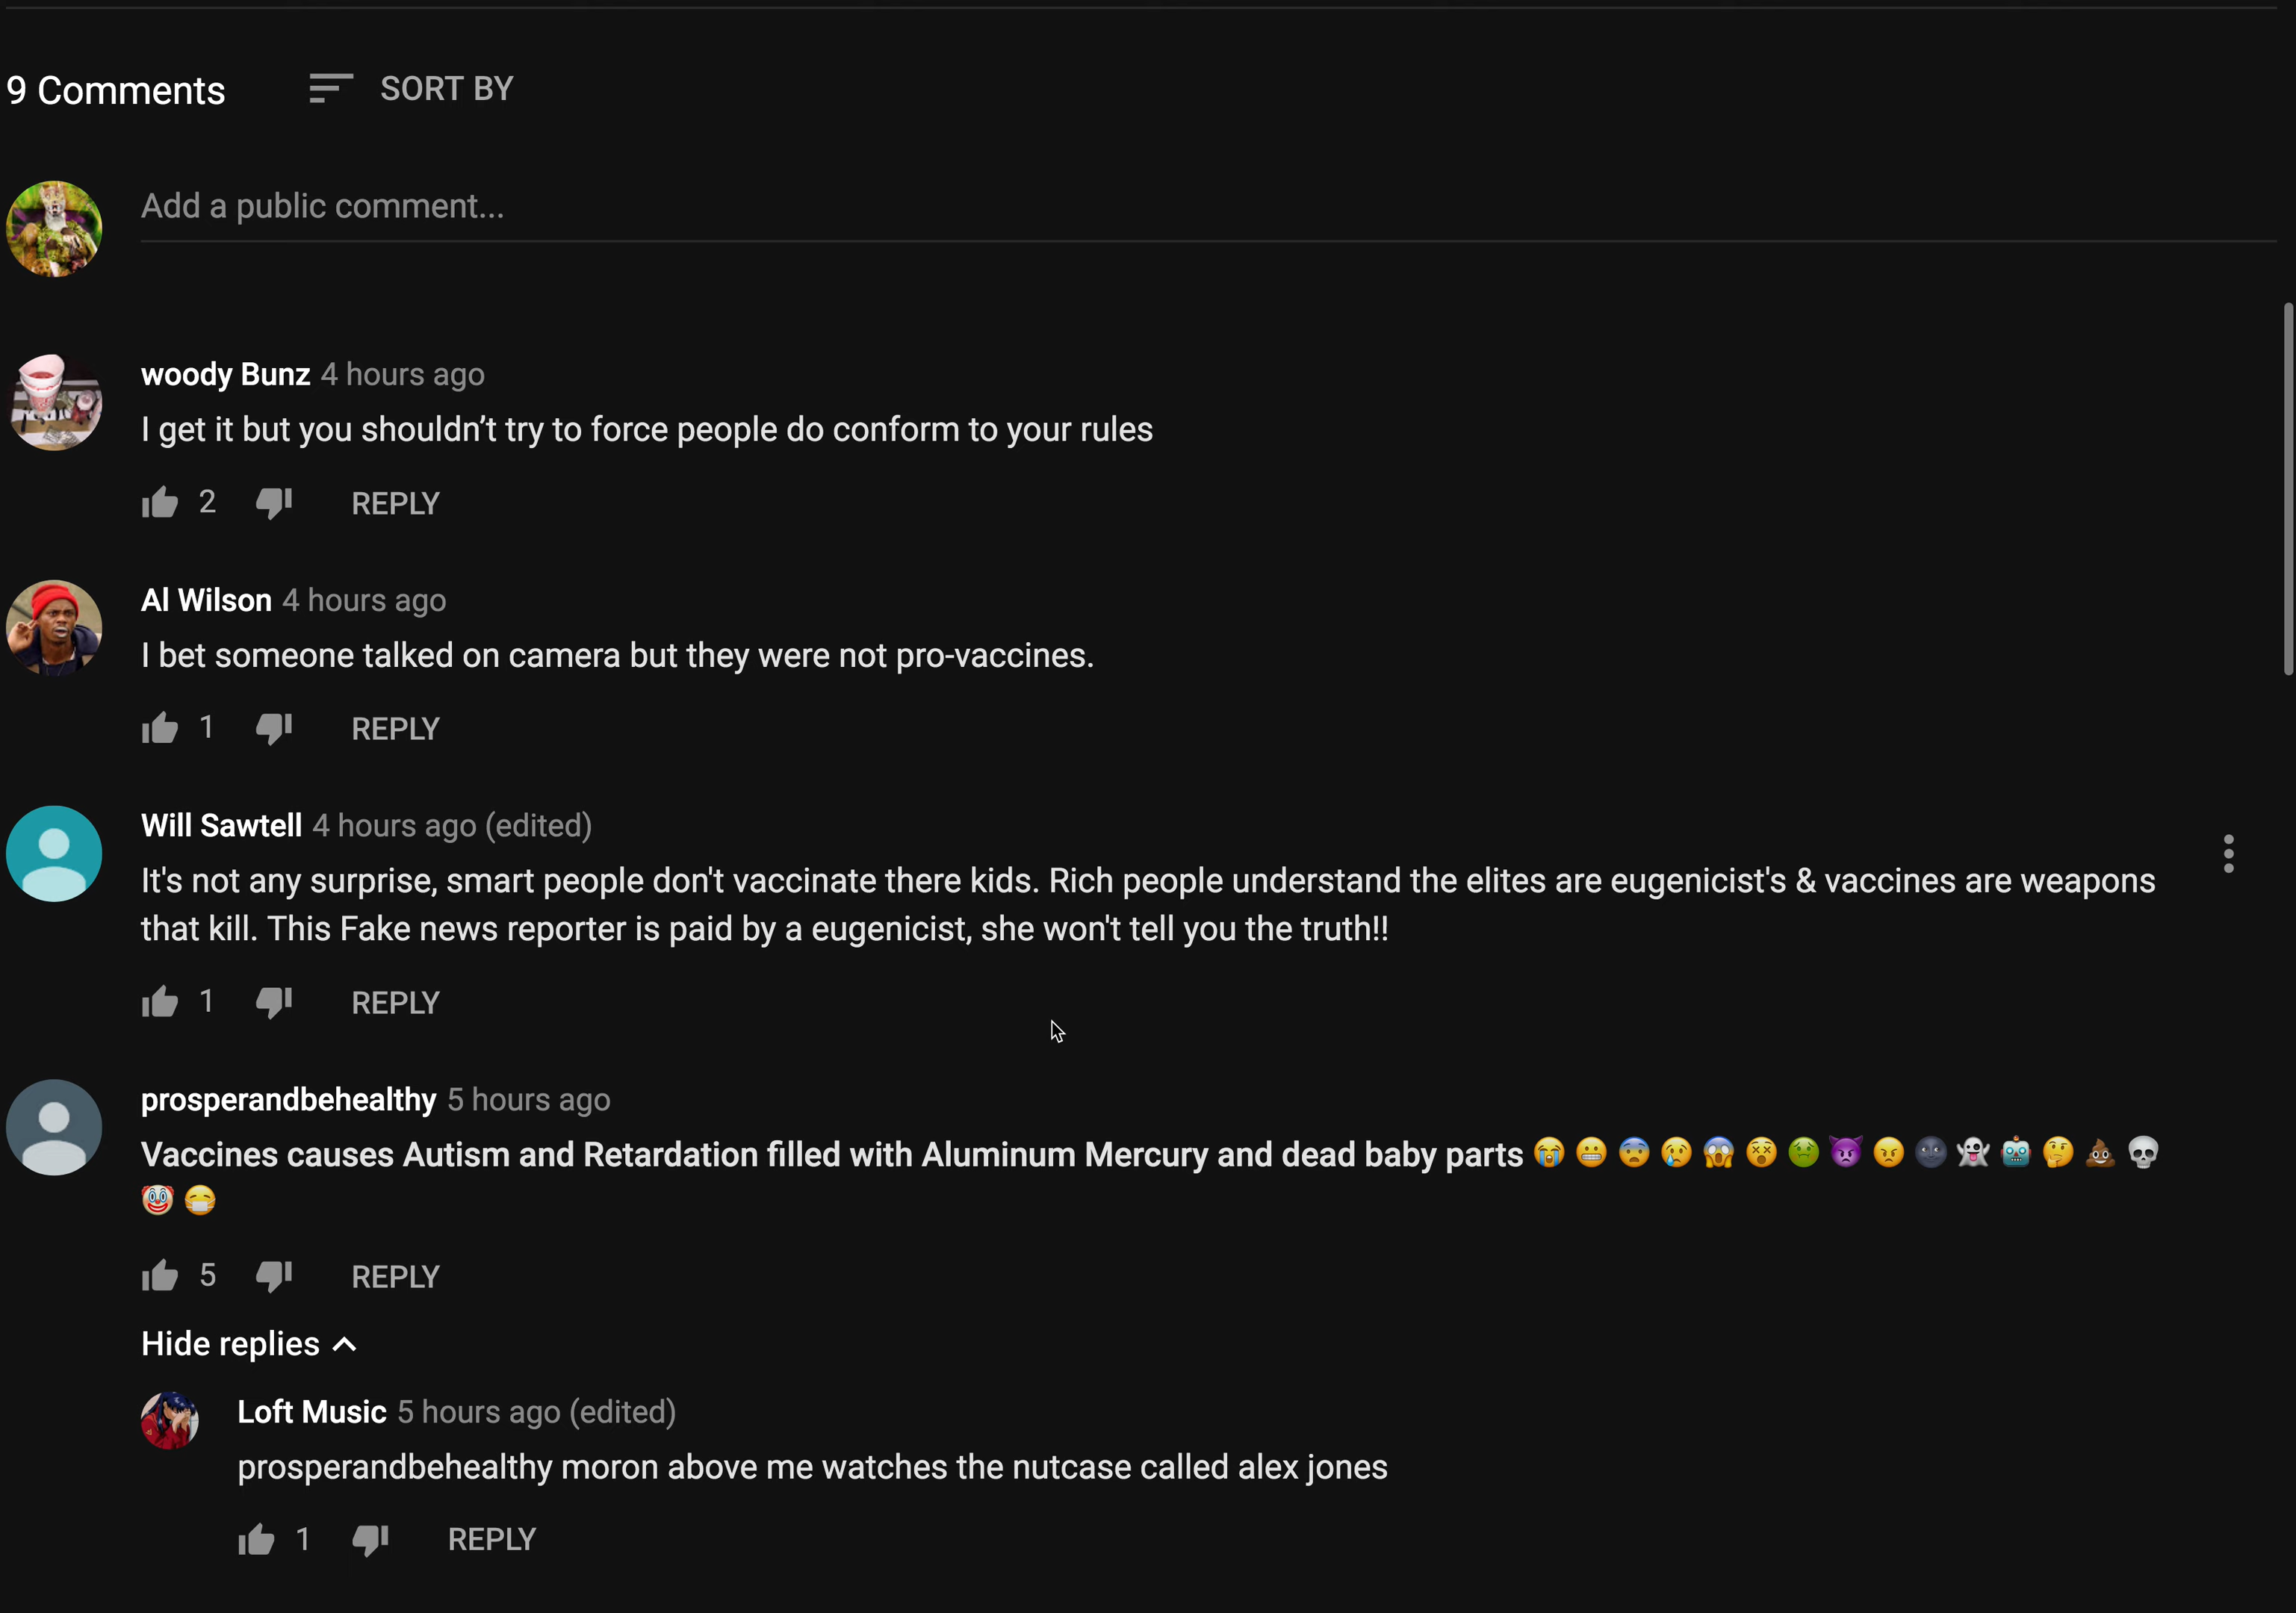 9 Comments SORT BY
Add a public comment...
woody Bunz 4 hours ago
I get it but you shouldn’t try to force people do conform to your rules
2 REPLY
Al Wilson 4 hours ago
I bet someone talked on camera but they were not pro-vaccines.
1 REPLY
Will Sawtell 4 hours ago (edited)
It's not any surprise, smart people don't vaccinate there kids. Rich people understand the elites are eugenicist's & vaccines are weapons
that kill. This Fake news reporter is paid by a eugenicist, she won't tell you the truth!!
1 REPLY
prosperandbehealthy 5 hours ago
Vaccines causes Autism and Retardation filled with Aluminum Mercury and dead baby parts 😭 😬 😨 😢 😱 😵 🤢 👿 😠 🌚 👻 🤖 🤔 💩 💀
🤡 😷
5 REPLY
Hide replies
Loft Music 5 hours ago (edited)
prosperandbehealthy moron above me watches the nutcase called alex jones
1 REPLY